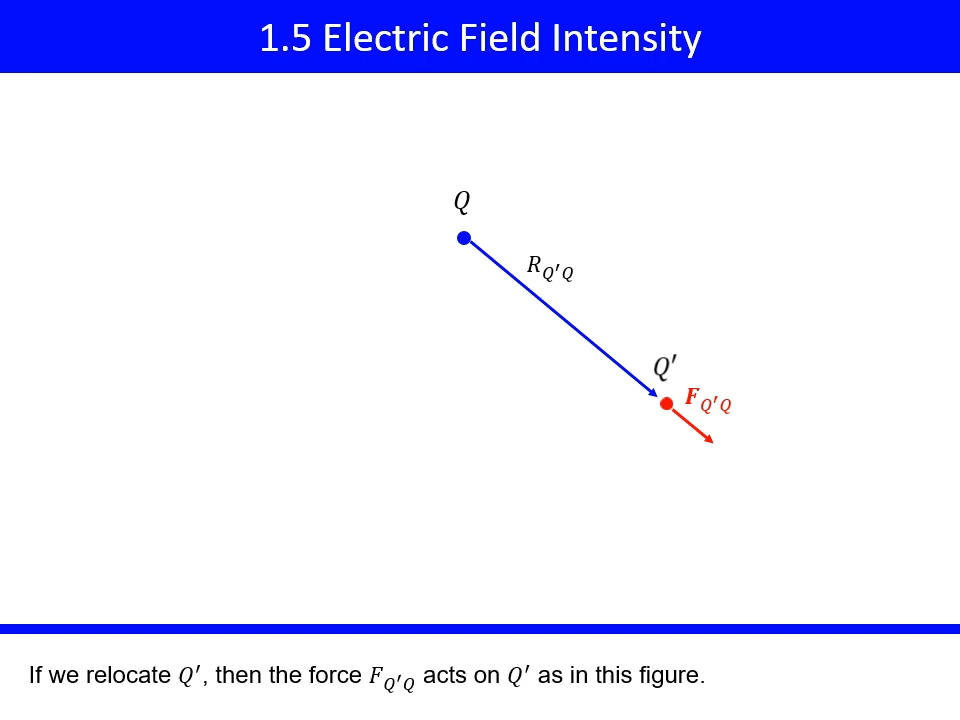 1.5 Electric Field Intensity
Q
R_{Q′Q}
Q′
F_{Q′Q}
If we relocate Q′, then the force F_{Q′Q} acts on Q′ as in this figure.